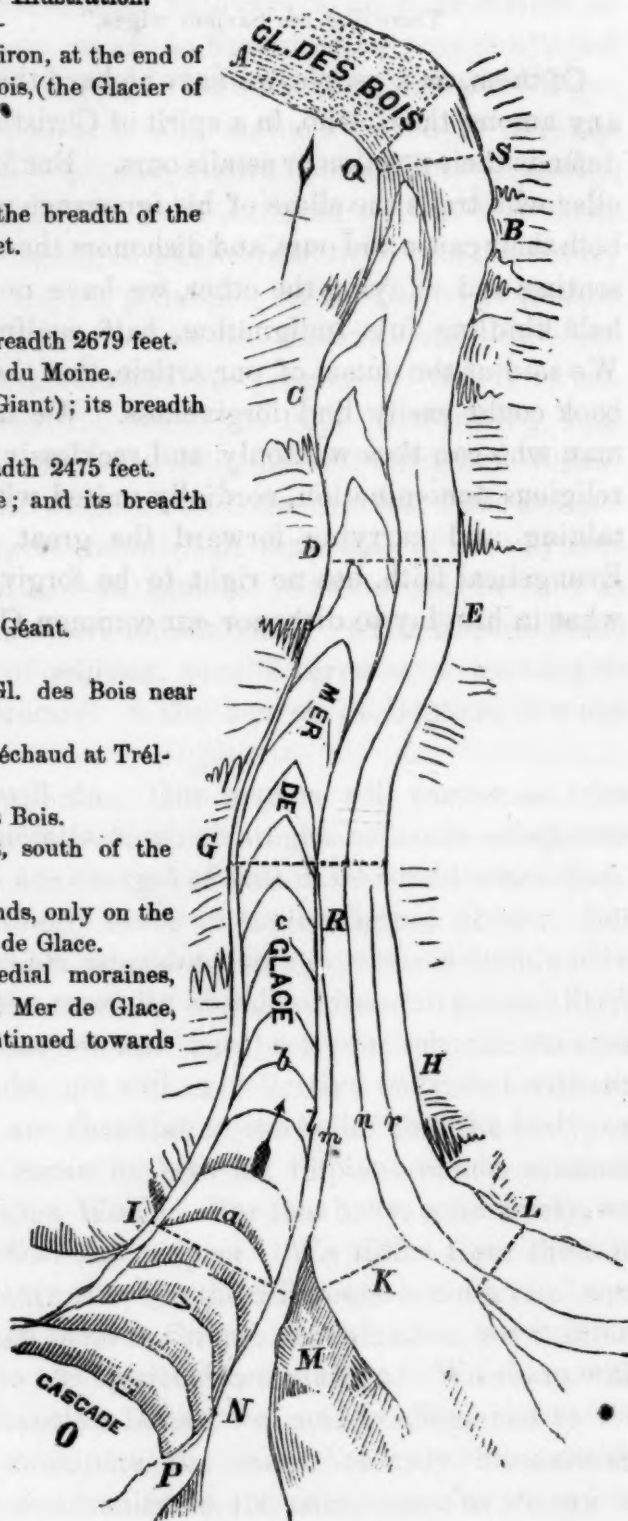 Illustration.
iron, at the end of
ois, (the Glacier of
the breadth of the
et.
readth 2679 feet.
du Moine.
Giant); its breadth
adth 2475 feet.
e; and its breadth
Géant.
l. des Bois near
échaud at Trél-
s Bois.
, south of the
nds, only on the
de Glace.
edial moraines,
Mer de Glace,
ntinued towards
A
GL. DES BOIS
S
Q
B
C
D
E
MER
DE
G
R
GLACE
c
b
H
l
m
q
r
I
a
L
K
M
CASCADE
O
N
P